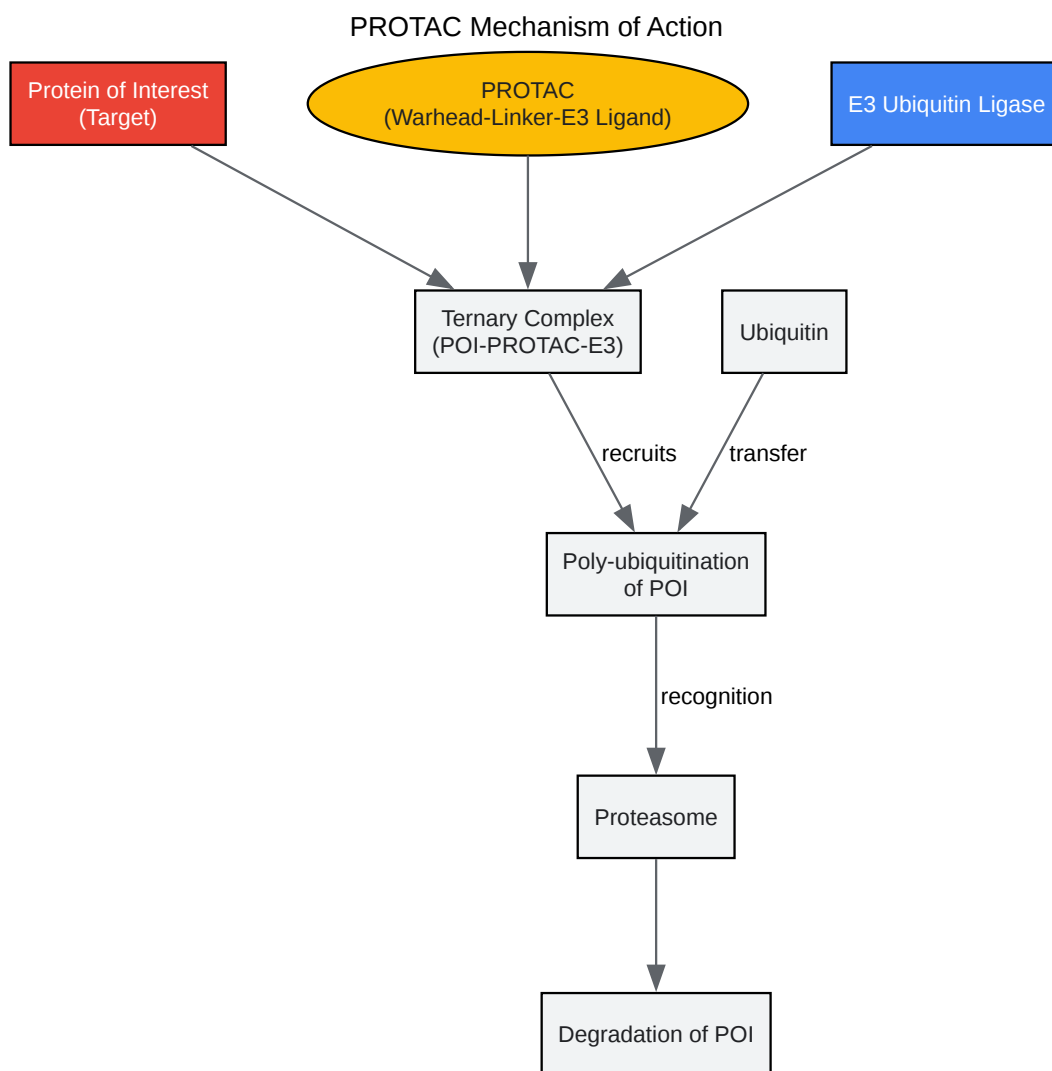 PROTAC Mechanism of Action
Protein of Interest
(Target)
PROTAC
(Warhead-Linker-E3 Ligand)
E3 Ubiquitin Ligase
Ternary Complex
(POI-PROTAC-E3)
Ubiquitin
recruits
transfer
Poly-ubiquitination
of POI
recognition
Proteasome
Degradation of POI